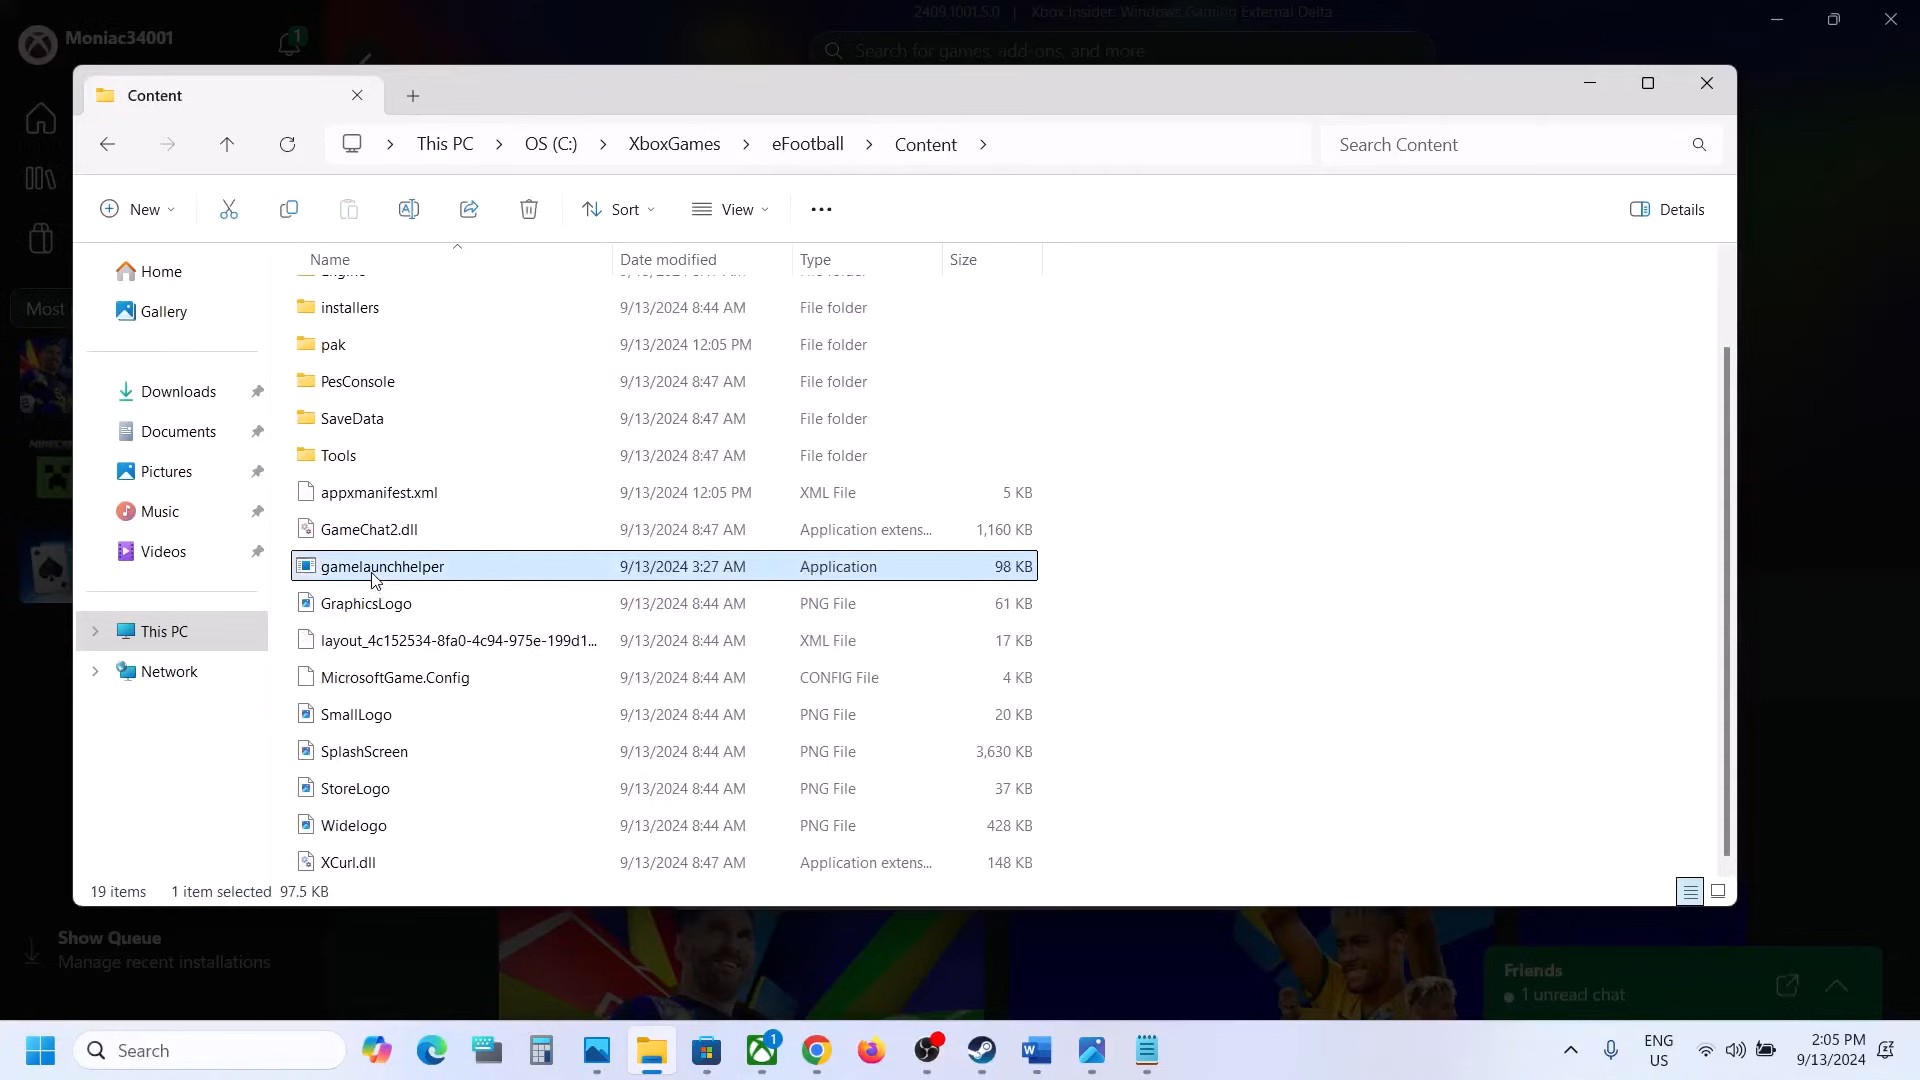 2409.1001.5.0 | Xbox Insider: Windows Gaming External Delta
Moniac34001
1
Search for games, add-ons, and more
Content
This PC > OS (C:) > XboxGames > eFootball > Content >
Search Content
New
Sort
View
Details
Name
Date modified
Type
Size
Home
Gallery
Downloads
Documents
Pictures
Music
Videos
This PC
Network
Most
installers 9/13/2024 8:44 AM File folder
pak 9/13/2024 12:05 PM File folder
PesConsole 9/13/2024 8:47 AM File folder
SaveData 9/13/2024 8:47 AM File folder
Tools 9/13/2024 8:47 AM File folder
appxmanifest.xml 9/13/2024 12:05 PM XML File 5 KB
GameChat2.dll 9/13/2024 8:47 AM Application extens... 1,160 KB
gamelaunchhelper 9/13/2024 3:27 AM Application 98 KB
GraphicsLogo 9/13/2024 8:44 AM PNG File 61 KB
layout_4c152534-8fa0-4c94-975e-199d1... 9/13/2024 8:44 AM XML File 17 KB
MicrosoftGame.Config 9/13/2024 8:44 AM CONFIG File 4 KB
SmallLogo 9/13/2024 8:44 AM PNG File 20 KB
SplashScreen 9/13/2024 8:44 AM PNG File 3,630 KB
StoreLogo 9/13/2024 8:44 AM PNG File 37 KB
Widelogo 9/13/2024 8:44 AM PNG File 428 KB
XCurl.dll 9/13/2024 8:47 AM Application extens... 148 KB
19 items 1 item selected 97.5 KB
Show Queue
Manage recent installations
Friends
1 unread chat
Search
1
ENG
US
2:05 PM
9/13/2024